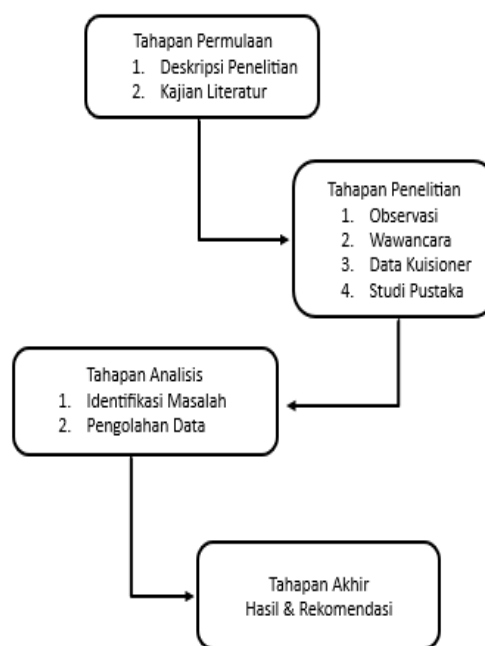 Tahapan Permulaan
1. Deskripsi Penelitian
2. Kajian Literatur
Tahapan Penelitian
1. Observasi
2. Wawancara
3. Data Kuisioner
4. Studi Pustaka
Tahapan Analisis
1. Identifikasi Masalah
2. Pengolahan Data
Tahapan Akhir
Hasil & Rekomendasi